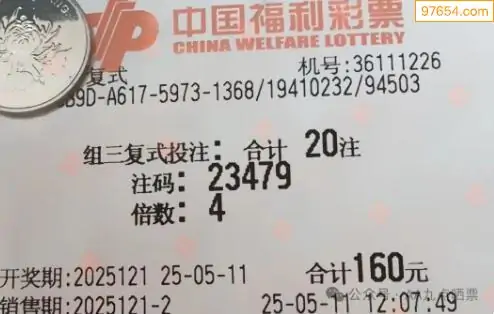 97654.com
中国福利彩票
CHINA WELFARE LOTTERY
复式
机号:36111226
B9D-A617-5973-1368/19410232/94503
组三复式投注: 合计 20注
注码: 23479
倍数: 4
开奖期:2025121 25-05-11 合计160元
销售期:2025121-2 25-05-11 12:07:49